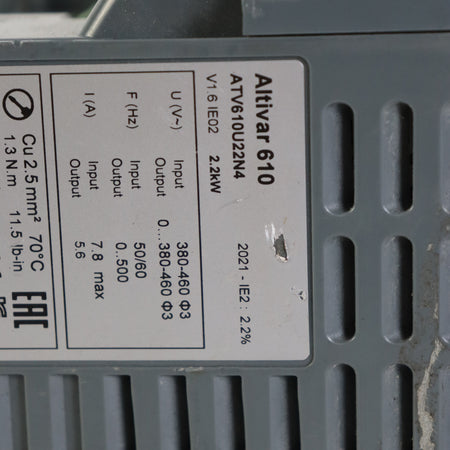 Altivar 610
ATV610U22N4
V1.6 IE02 2.2kW 2021 - IE2 : 2.2%
U (V~) Input 380-460 Φ3
Output 0...380-460 Φ3
F (Hz) Input 50/60
Output 0..500
I (A) Input 7.8 max
Output 5.6
Cu 2.5 mm² 70°C
1.3 N.m 11.5 lb-in
EAC